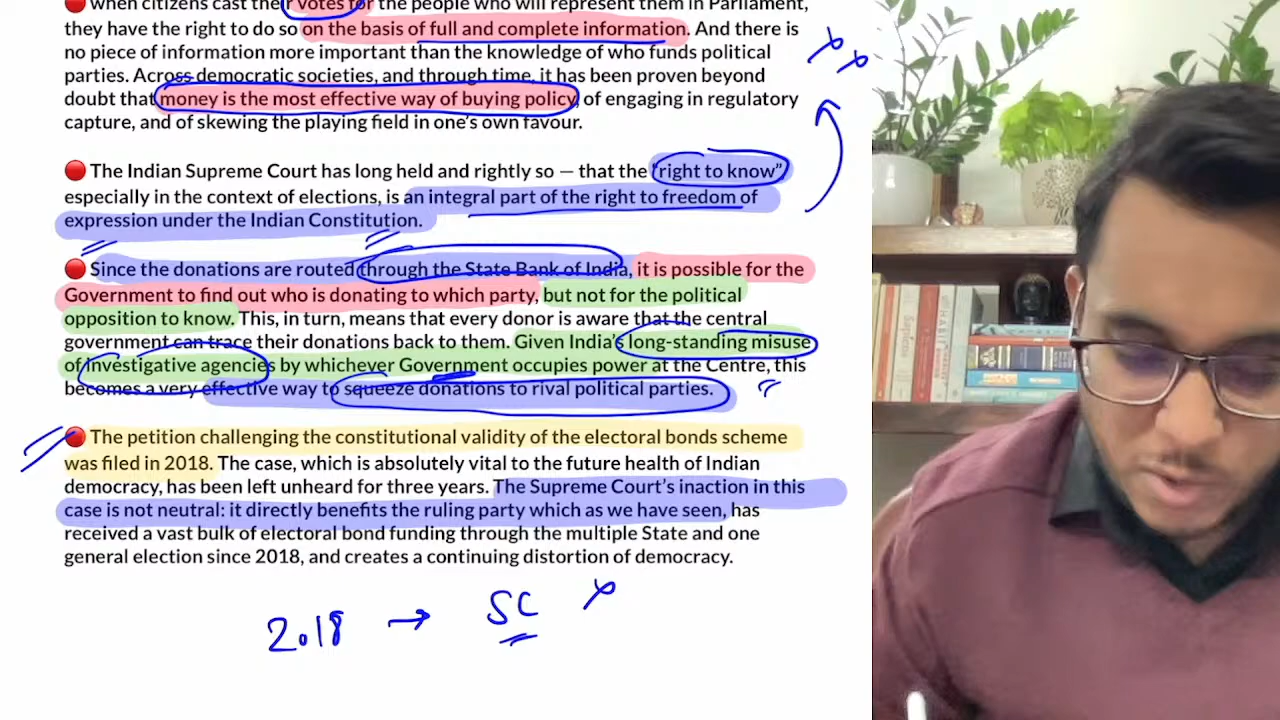 when citizens cast their votes for the people who will represent them in Parliament,
they have the right to do so on the basis of full and complete information. And there is
no piece of information more important than the knowledge of who funds political
parties. Across democratic societies, and through time, it has been proven beyond
doubt that money is the most effective way of buying policy, of engaging in regulatory
capture, and of skewing the playing field in one's own favour.
The Indian Supreme Court has long held and rightly so — that the "right to know"
especially in the context of elections, is an integral part of the right to freedom of
expression under the Indian Constitution.
Since the donations are routed through the State Bank of India, it is possible for the
Government to find out who is donating to which party, but not for the political
opposition to know. This, in turn, means that every donor is aware that the central
government can trace their donations back to them. Given India's long-standing misuse
of investigative agencies by whichever Government occupies power at the Centre, this
becomes a very effective way to squeeze donations to rival political parties.
The petition challenging the constitutional validity of the electoral bonds scheme
was filed in 2018. The case, which is absolutely vital to the future health of Indian
democracy, has been left unheard for three years. The Supreme Court's inaction in this
case is not neutral: it directly benefits the ruling party which as we have seen, has
received a vast bulk of electoral bond funding through the multiple State and one
general election since 2018, and creates a continuing distortion of democracy.
2018 → SC x